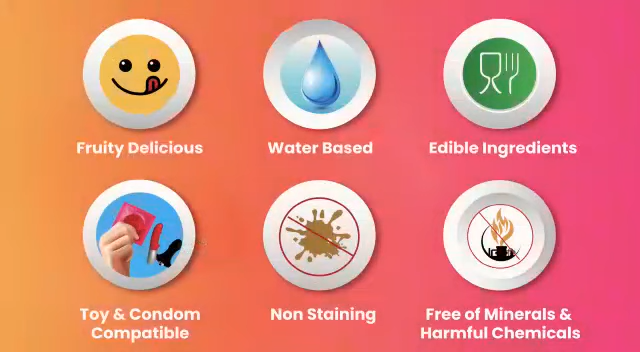 Fruity Delicious
Water Based
Edible Ingredients
Toy & Condom
Compatible
Non Staining
Free of Minerals &
Harmful Chemicals